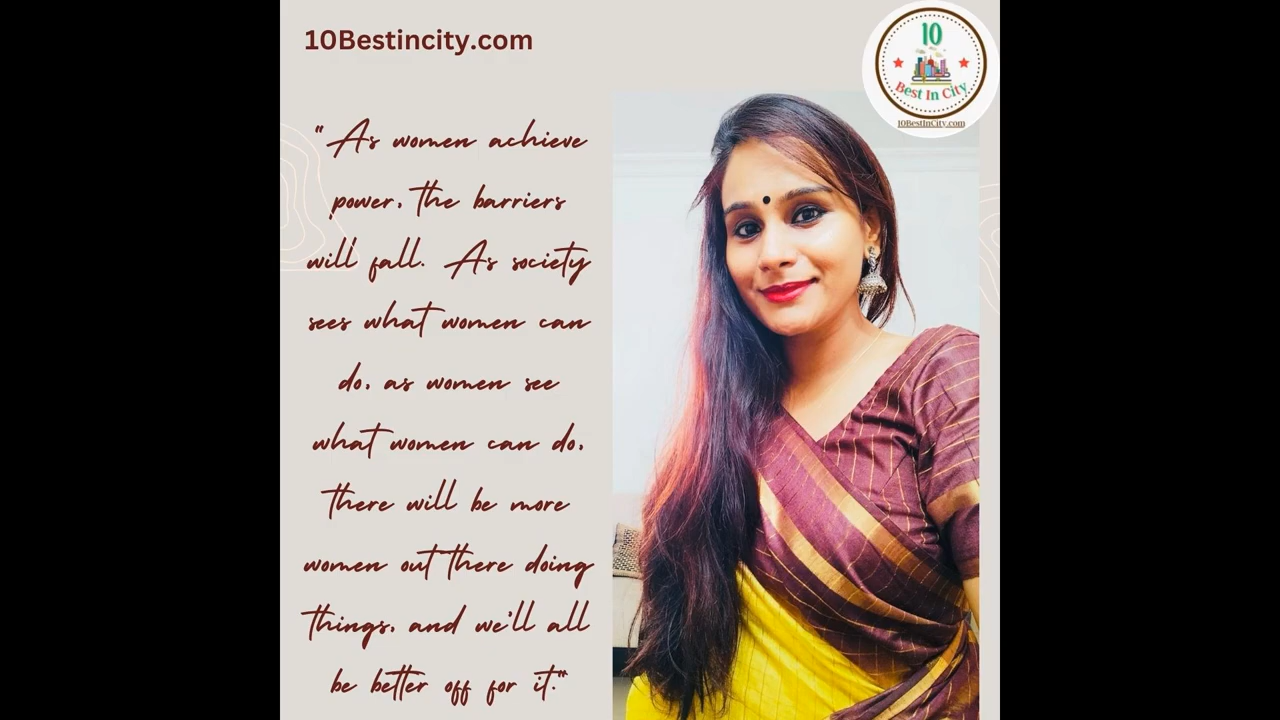 10Bestincity.com
10
Best In City
10BestInCity.com
"As women achieve
power, the barriers
will fall. As society
sees what women can
do, as women see
what women can do,
there will be more
women out there doing
things, and we'll all
be better off for it."